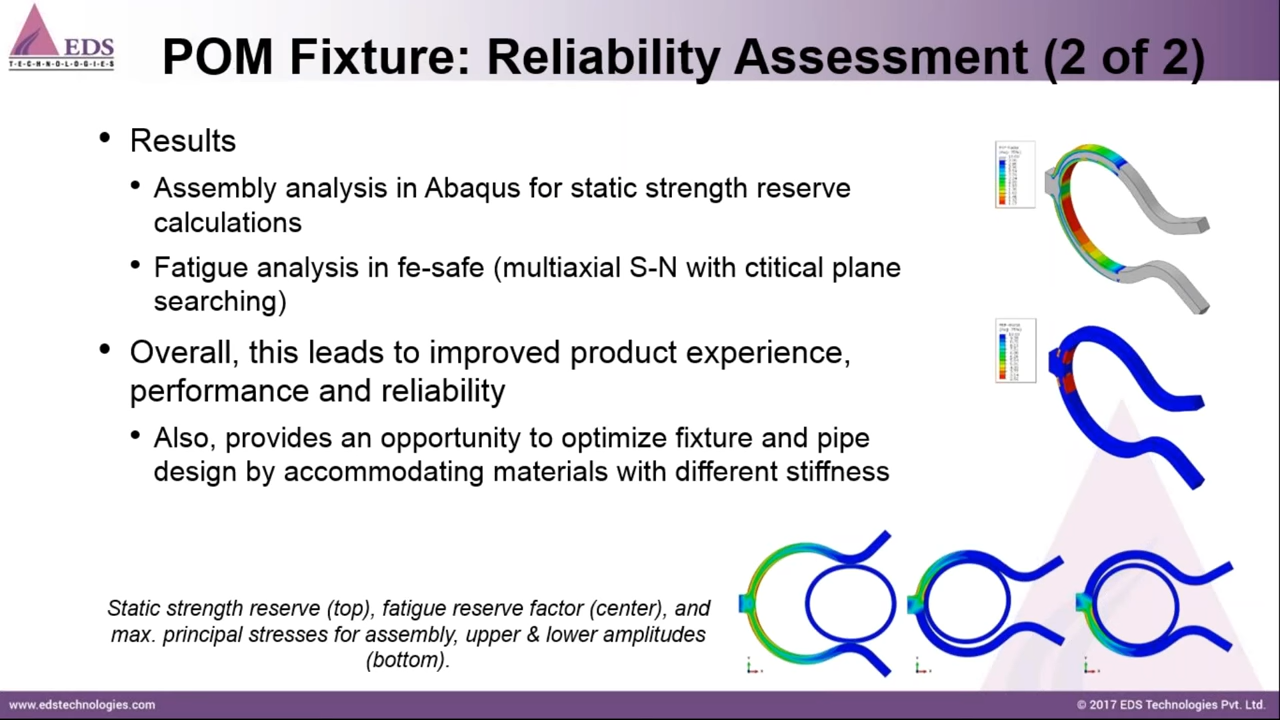 EDS
T·E·C·H·N·O·L·O·G·I·E·S
POM Fixture: Reliability Assessment (2 of 2)
• Results
• Assembly analysis in Abaqus for static strength reserve
calculations
• Fatigue analysis in fe-safe (multiaxial S-N with ctitical plane
searching)
• Overall, this leads to improved product experience,
performance and reliability
• Also, provides an opportunity to optimize fixture and pipe
design by accommodating materials with different stiffness
Static strength reserve (top), fatigue reserve factor (center), and
max. principal stresses for assembly, upper & lower amplitudes
(bottom).
www.edstechnologies.com
© 2017 EDS Technologies Pvt. Ltd.